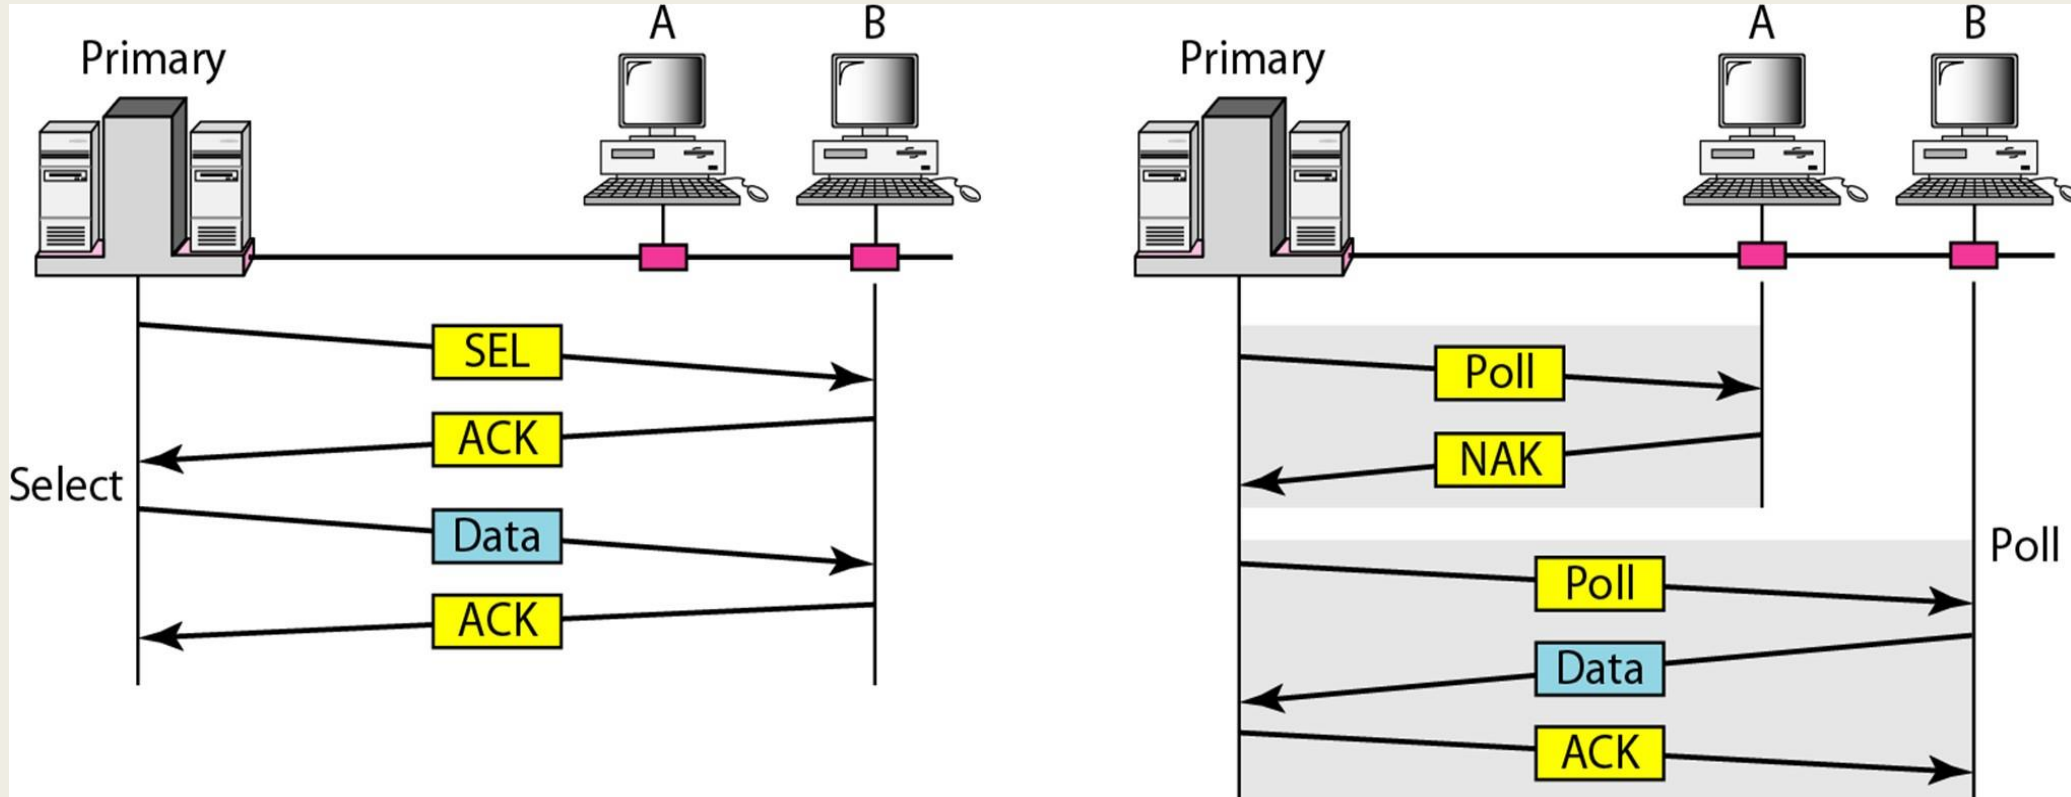 Primary
A
B
SEL
ACK
Select
Data
ACK
Primary
A
B
Poll
NAK
Poll
Poll
Data
ACK